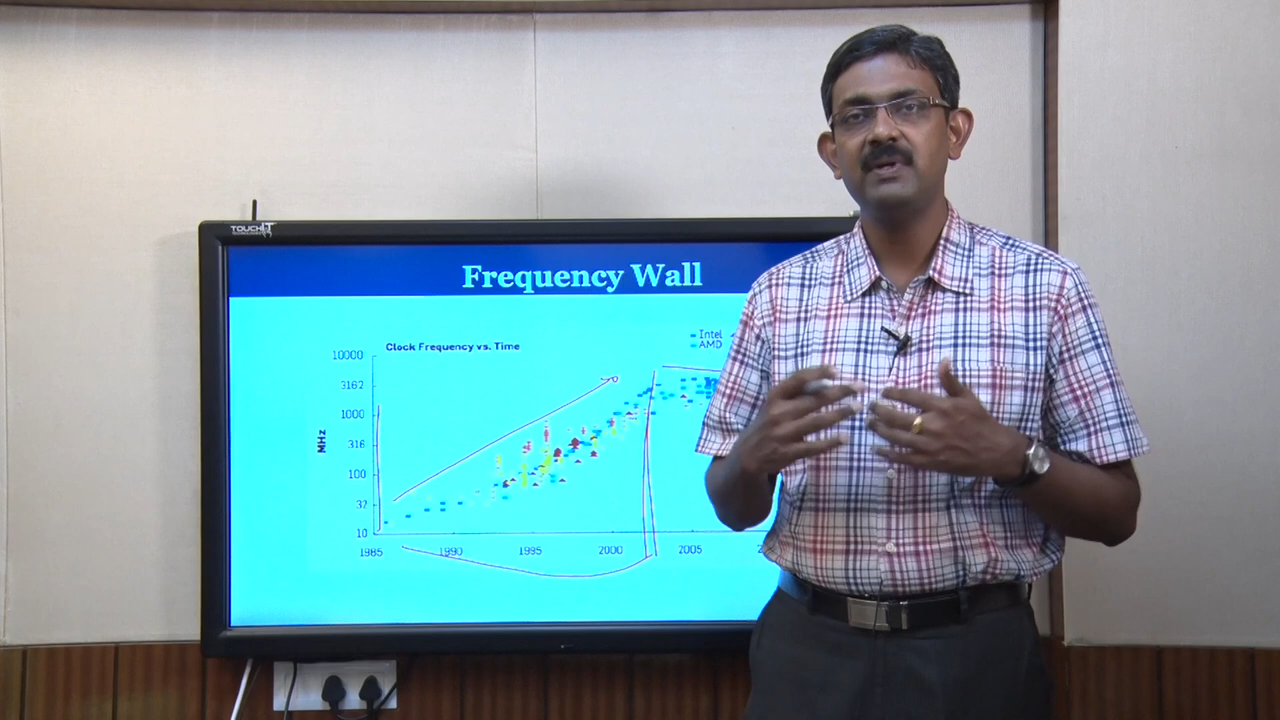 TOUCHIT
Frequency Wall
Clock Frequency vs. Time
Intel
AMD
10000
3162
1000
316
100
32
10
MHz
1985 1990 1995 2000 2005 2